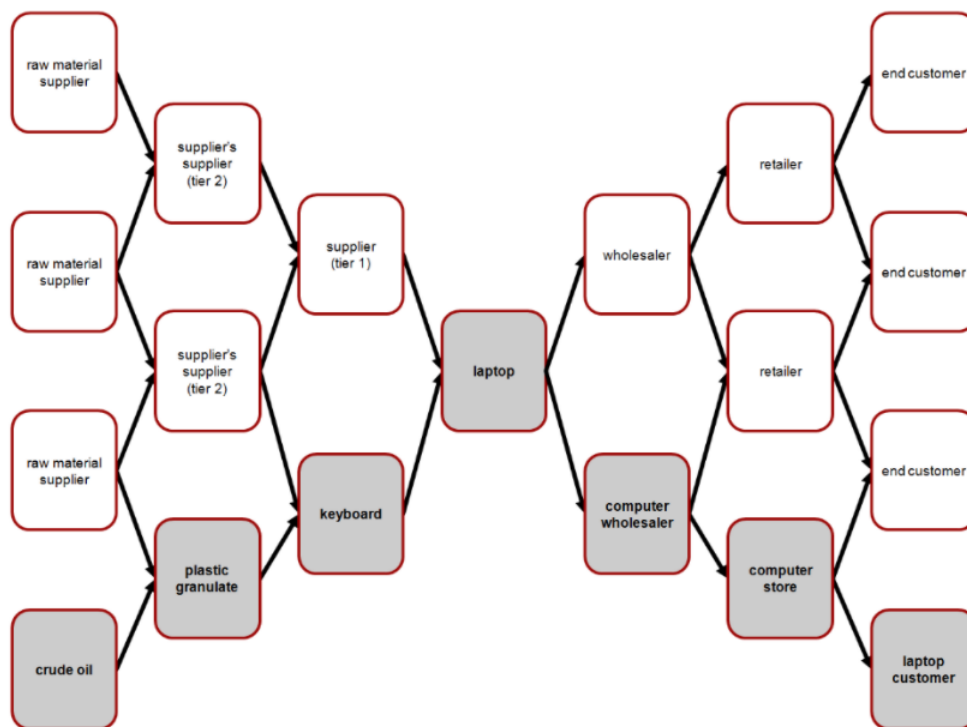 raw material
supplier
raw material
supplier
raw material
supplier
crude oil
supplier's
supplier
(tier 2)
supplier's
supplier
(tier 2)
plastic
granulate
supplier
(tier 1)
keyboard
laptop
wholesaler
computer
wholesaler
retailer
retailer
computer
store
end customer
end customer
end customer
laptop
customer